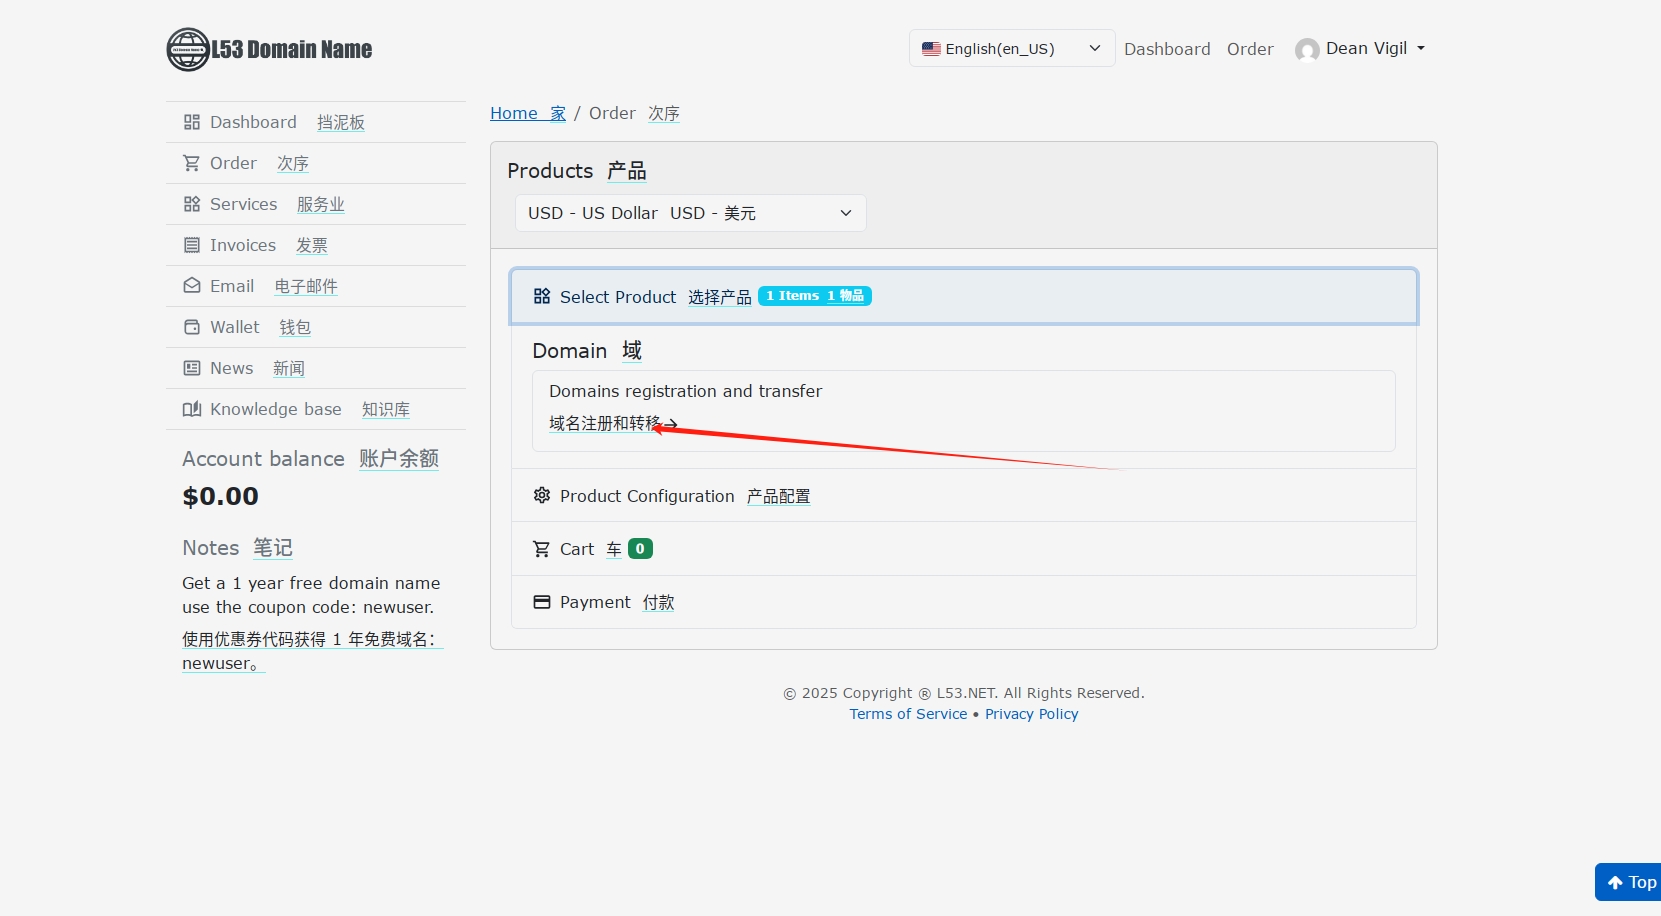 L53 Domain Name
English(en_US)
Dashboard
Order
Dean Vigil
Dashboard 挡泥板
Order 次序
Services 服务业
Invoices 发票
Email 电子邮件
Wallet 钱包
News 新闻
Knowledge base 知识库
Account balance 账户余额
$0.00
Notes 笔记
Get a 1 year free domain name
use the coupon code: newuser.
使用优惠券代码获得 1 年免费域名：
newuser。
Home 家 / Order 次序
Products 产品
USD - US Dollar USD - 美元
Select Product 选择产品 1 Items 1 物品
Domain 域
Domains registration and transfer
域名注册和转移→
Product Configuration 产品配置
Cart 车 0
Payment 付款
© 2025 Copyright ® L53.NET. All Rights Reserved.
Terms of Service • Privacy Policy
Top